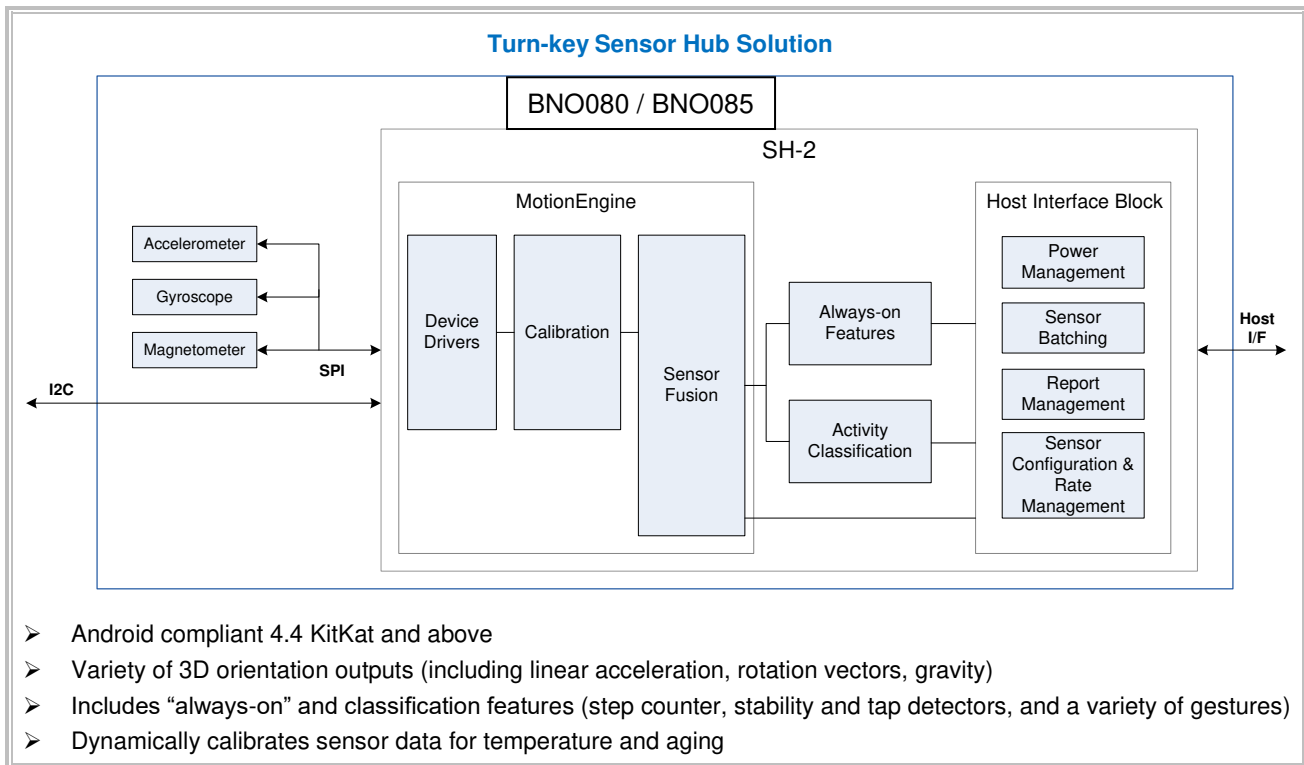 Turn-key Sensor Hub Solution
BNO080 / BNO085
SH-2
MotionEngine
Host Interface Block
Accelerometer
Gyroscope
Magnetometer
SPI
I2C
Device
Drivers
Calibration
Sensor
Fusion
Always-on
Features
Activity
Classification
Power
Management
Sensor
Batching
Report
Management
Sensor
Configuration &
Rate
Management
Host
I/F
➢ Android compliant 4.4 KitKat and above
➢ Variety of 3D orientation outputs (including linear acceleration, rotation vectors, gravity)
➢ Includes “always-on” and classification features (step counter, stability and tap detectors, and a variety of gestures)
➢ Dynamically calibrates sensor data for temperature and aging